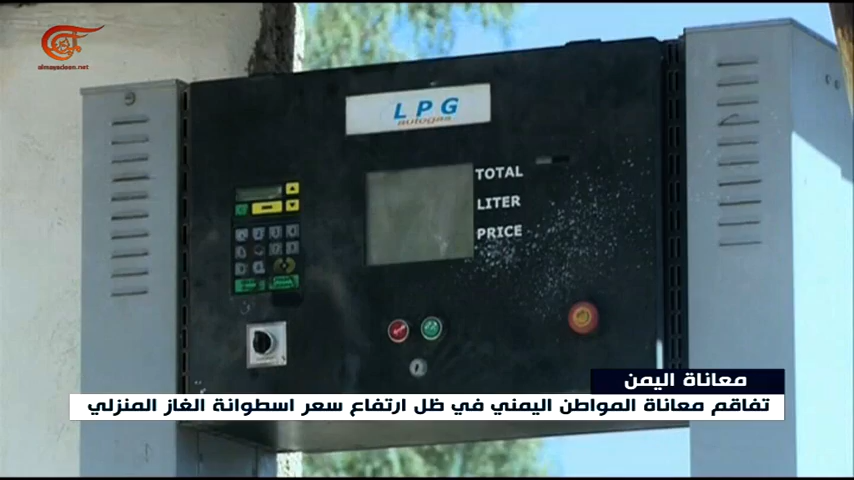 almayadeen.net
LPG
autogas
TOTAL
LITER
PRICE
معاناة اليمن
تفاقم معاناة المواطن اليمني في ظل ارتفاع سعر اسطوانة الغاز المنزلي